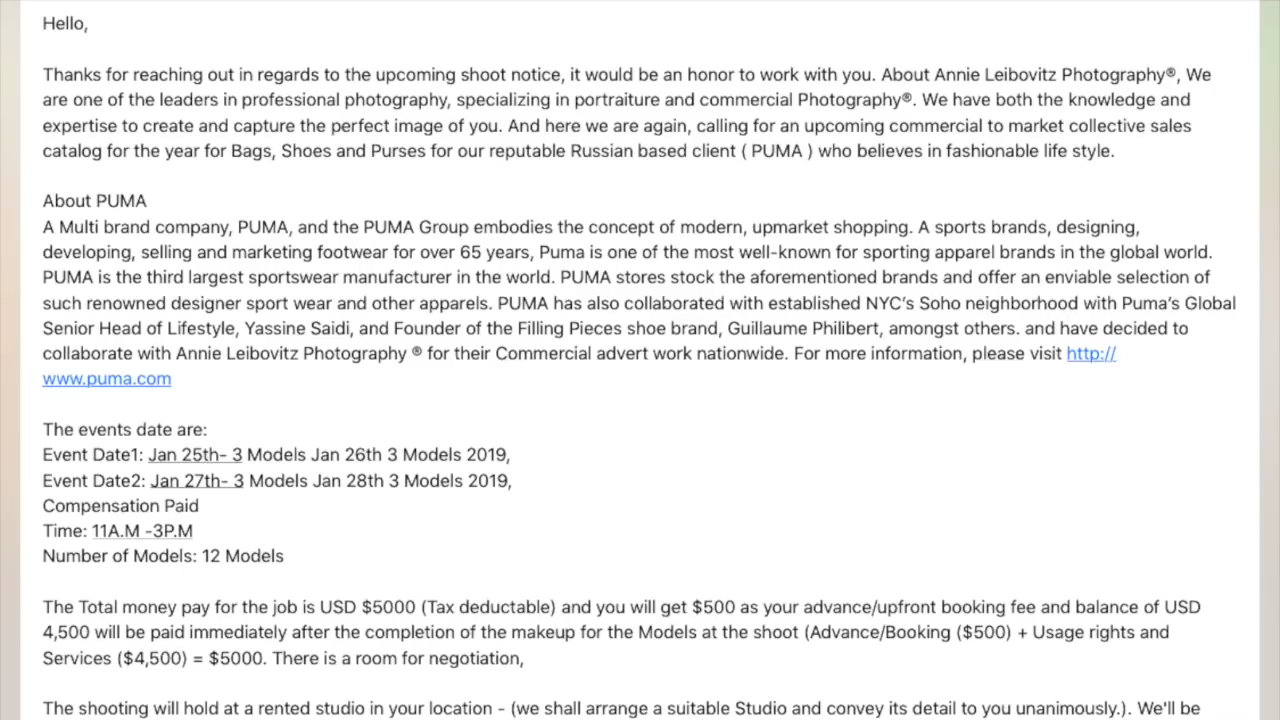 Hello,
Thanks for reaching out in regards to the upcoming shoot notice, it would be an honor to work with you. About Annie Leibovitz Photography®, We
are one of the leaders in professional photography, specializing in portraiture and commercial Photography®. We have both the knowledge and
expertise to create and capture the perfect image of you. And here we are again, calling for an upcoming commercial to market collective sales
catalog for the year for Bags, Shoes and Purses for our reputable Russian based client ( PUMA ) who believes in fashionable life style.
About PUMA
A Multi brand company, PUMA, and the PUMA Group embodies the concept of modern, upmarket shopping. A sports brands, designing,
developing, selling and marketing footwear for over 65 years, Puma is one of the most well-known for sporting apparel brands in the global world.
PUMA is the third largest sportswear manufacturer in the world. PUMA stores stock the aforementioned brands and offer an enviable selection of
such renowned designer sport wear and other apparels. PUMA has also collaborated with established NYC's Soho neighborhood with Puma's Global
Senior Head of Lifestyle, Yassine Saidi, and Founder of the Filling Pieces shoe brand, Guillaume Philibert, amongst others. and have decided to
collaborate with Annie Leibovitz Photography ® for their Commercial advert work nationwide. For more information, please visit http://
www.puma.com
The events date are:
Event Date1: Jan 25th- 3 Models Jan 26th 3 Models 2019,
Event Date2: Jan 27th- 3 Models Jan 28th 3 Models 2019,
Compensation Paid
Time: 11A.M -3P.M
Number of Models: 12 Models
The Total money pay for the job is USD $5000 (Tax deductable) and you will get $500 as your advance/upfront booking fee and balance of USD
4,500 will be paid immediately after the completion of the makeup for the Models at the shoot (Advance/Booking ($500) + Usage rights and
Services ($4,500) = $5000. There is a room for negotiation,
The shooting will hold at a rented studio in your location - (we shall arrange a suitable Studio and convey its detail to you unanimously.). We'll be